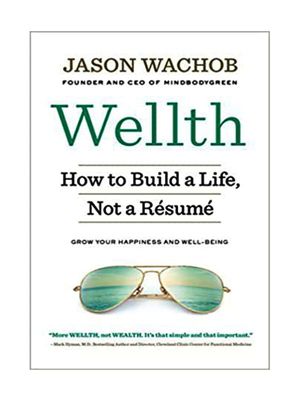 JASON WACHOB
FOUNDER AND CEO OF MINDBODYGREEN
Wellth
How to Build a Life,
Not a Résumé
GROW YOUR HAPPINESS AND WELL-BEING
“More WELLTH, not WEALTH. It’s that simple and that important.”
– Mark Hyman, M.D., Bestselling Author and Director, Cleveland Clinic Center for Functional Medicine